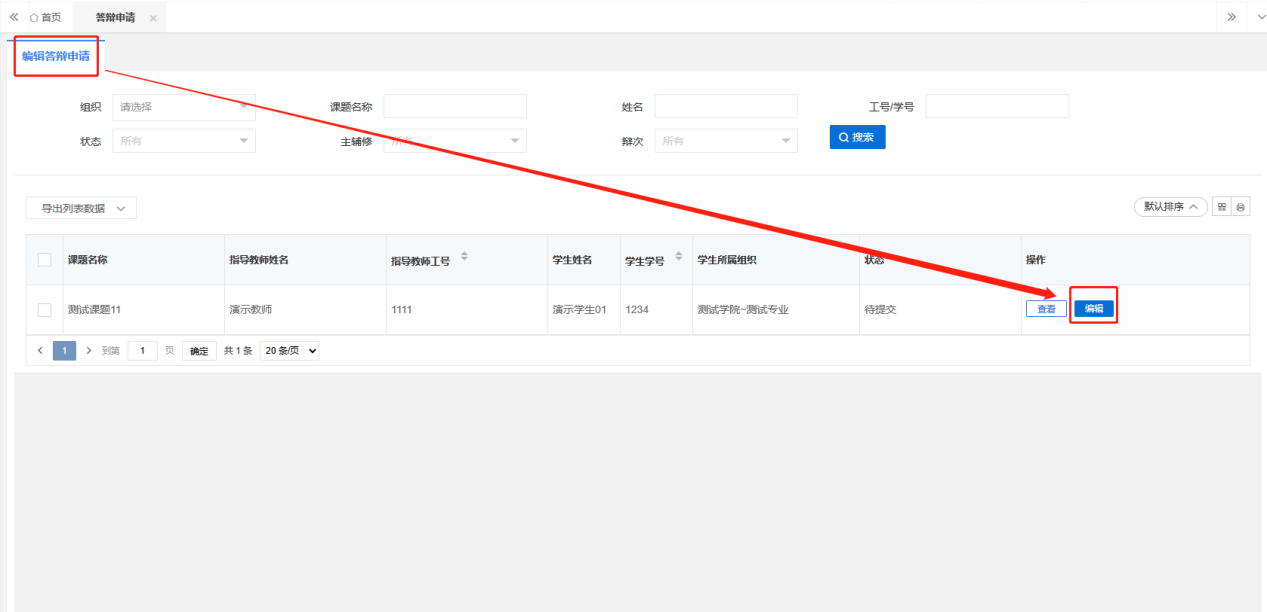 首页 答辩申请
编辑答辩申请
组织 请选择 课题名称 姓名 工号/学号
状态 所有 主辅修 所有 辩次 所有 搜索
导出列表数据 默认排序
课题名称 指导教师姓名 指导教师工号 学生姓名 学生学号 学生所属组织 状态 操作
测试课题11 演示教师 1111 演示学生01 1234 测试学院~测试专业 待提交 查看 编辑
1 到第 1 页 确定 共 1 条 20 条/页